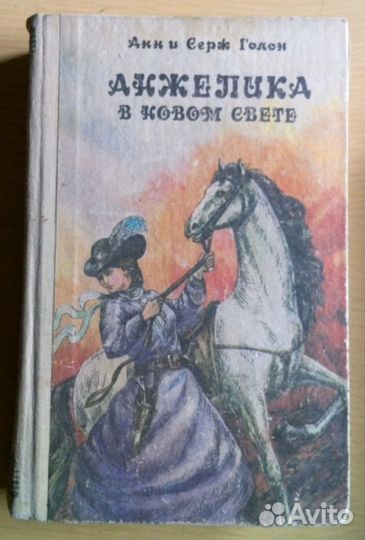 Анн и Серж Голон
АНЖЕЛИКА
В НОВОМ СВЕТЕ
Avito